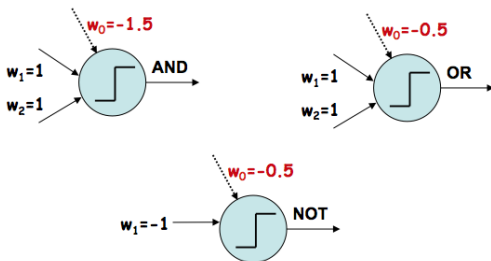 w₀=-1.5
w₁=1
AND
w₂=1
w₀=-0.5
w₁=1
OR
w₂=1
w₀=-0.5
w₁=-1
NOT